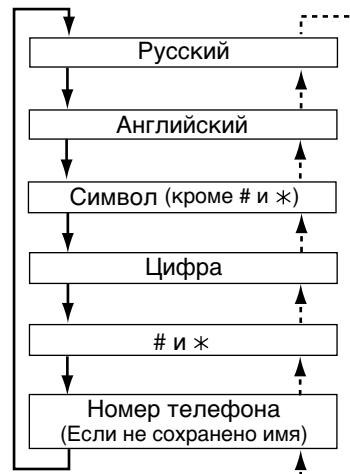 Русский
Английский
Символ (кроме # и ✳)
Цифра
# и ✳
Номер телефона
(Если не сохранено имя)